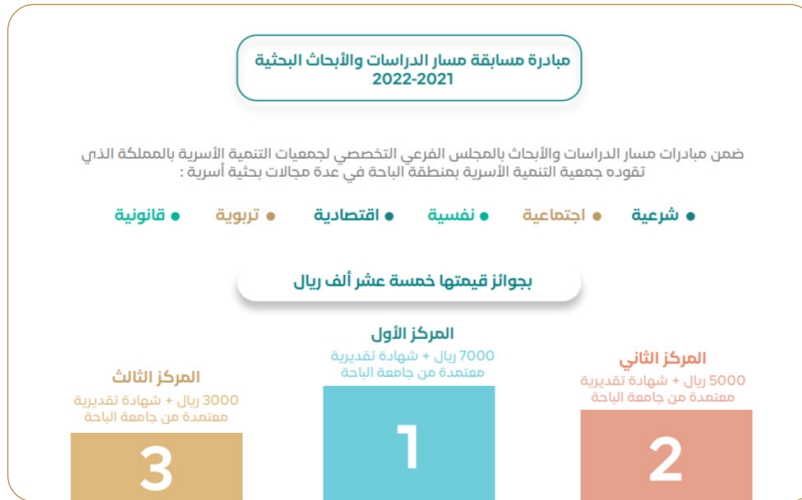 مبادرة مسابقة مسار الدراسات والأبحاث البحثية
2022-2021
ضمن مبادرات مسار الدراسات والأبحاث بالمجلس الفرعي التخصصي لجمعيات التنمية الأسرية بالمملكة الذي
تقوده جمعية التنمية الأسرية بمنطقة الباحة في عدة مجالات بحثية أسرية :
● شرعية ● اجتماعية ● نفسية ● اقتصادية ● تربوية ● قانونية
بجوائز قيمتها خمسة عشر ألف ريال
المركز الأول
7000 ريال + شهادة تقديرية
معتمدة من جامعة الباحة
1
المركز الثاني
5000 ريال + شهادة تقديرية
معتمدة من جامعة الباحة
2
المركز الثالث
3000 ريال + شهادة تقديرية
معتمدة من جامعة الباحة
3